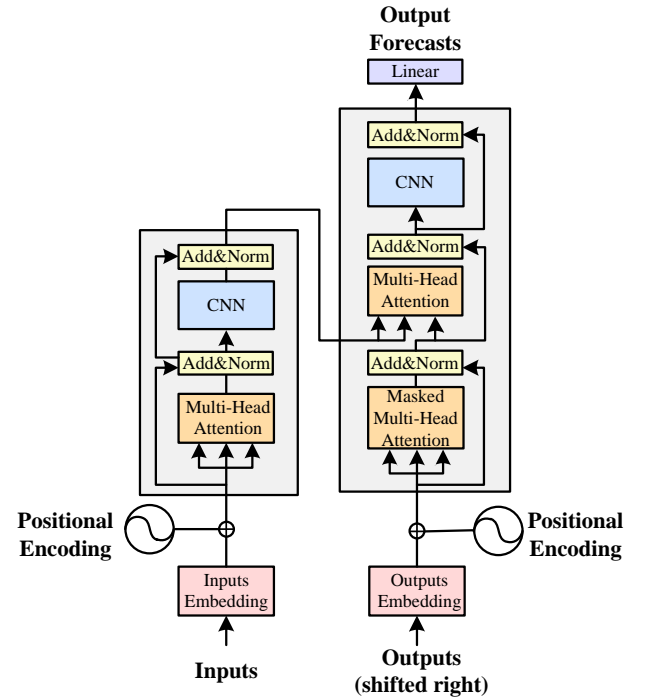 Output
Forecasts
Linear
Add&Norm
CNN
Add&Norm
Multi-Head
Attention
Add&Norm
Masked
Multi-Head
Attention
Add&Norm
CNN
Add&Norm
Multi-Head
Attention
Positional
Encoding
Positional
Encoding
Inputs
Embedding
Outputs
Embedding
Inputs
Outputs
(shifted right)